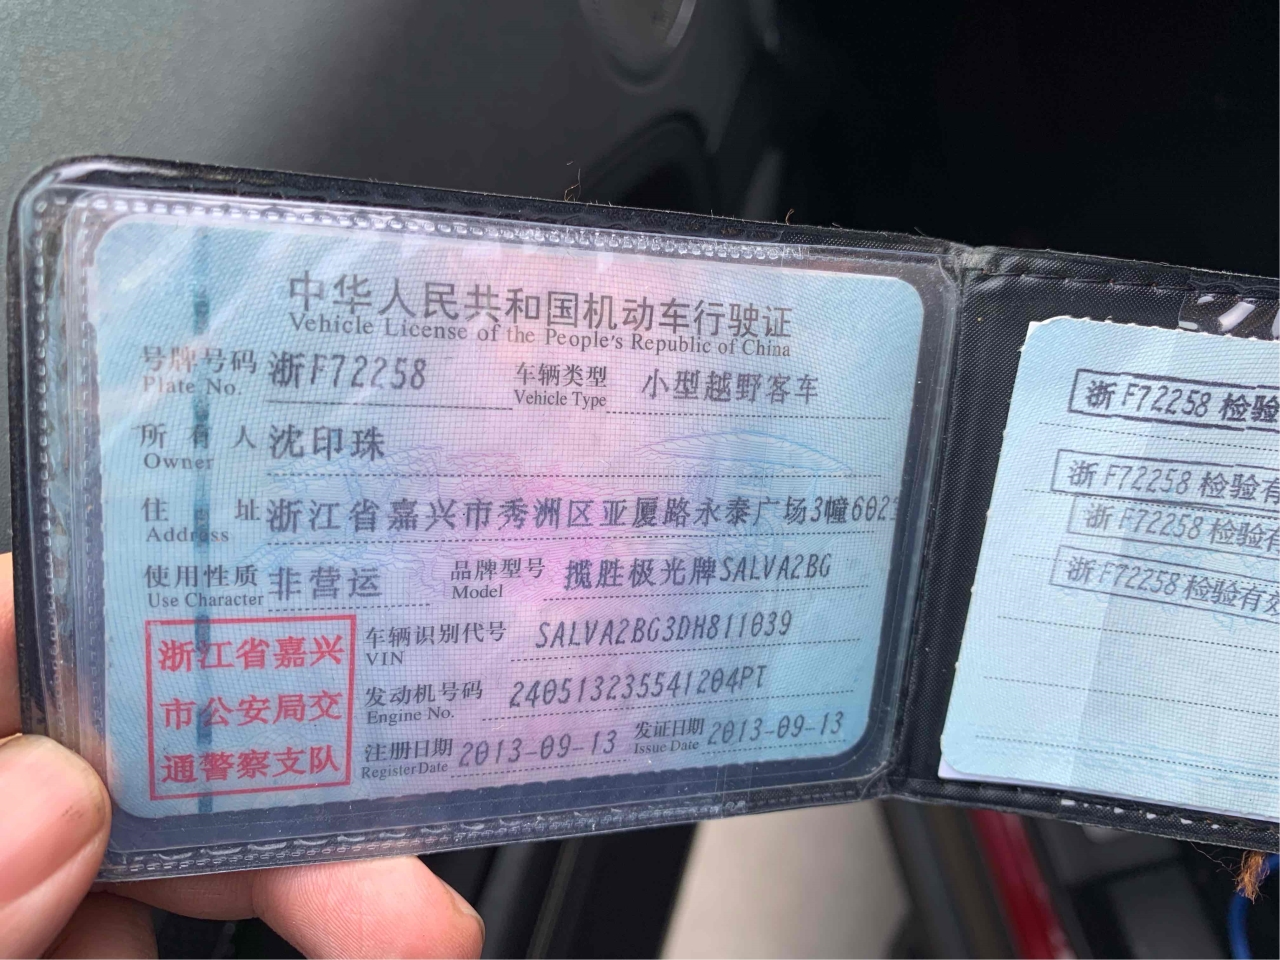 中华人民共和国机动车行驶证
Vehicle License of the People's Republic of China
号牌号码 浙F72258 车辆类型 小型越野客车
Plate No. Vehicle Type
所有人 沈印珠
Owner
住址 浙江省嘉兴市秀洲区亚厦路永泰广场3幢602
Address
使用性质 非营运 品牌型号 揽胜极光牌SALVA2BG
Use Character Model
车辆识别代号 SALVA2BG3DH811039
VIN
发动机号码 240513235541204PT
Engine No.
注册日期 2013-09-13 发证日期 2013-09-13
Register Date Issue Date
浙江省嘉兴
市公安局交
通警察支队
浙F72258 检验
浙F72258 检验有
浙F72258 检验有
浙F72258 检验有效